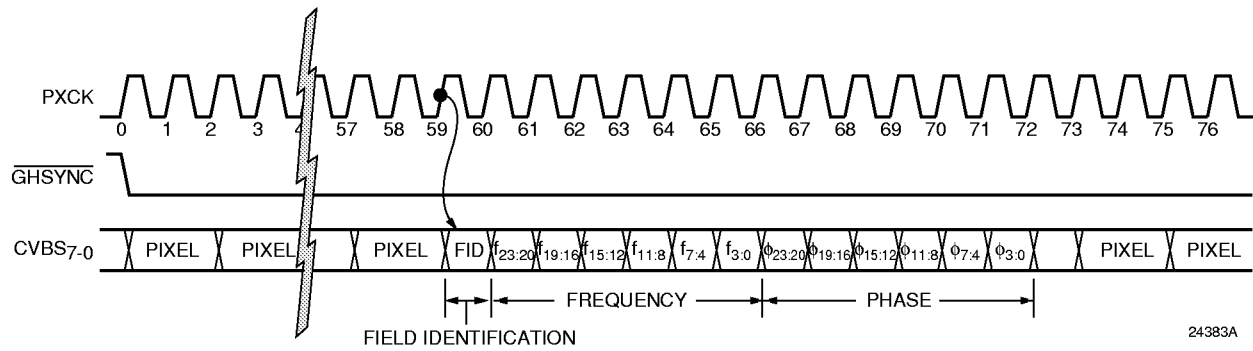 PXCK
0 1 2 3 4 57 58 59 60 61 62 63 64 65 66 67 68 69 70 71 72 73 74 75 76
GHSYNC
CVBS7-0 PIXEL PIXEL PIXEL FID f23:20 f19:16 f15:12 f11:8 f7:4 f3:0 ϕ23:20 ϕ19:16 ϕ15:12 ϕ11:8 ϕ7:4 ϕ3:0 PIXEL PIXEL
FREQUENCY PHASE
FIELD IDENTIFICATION
24383A